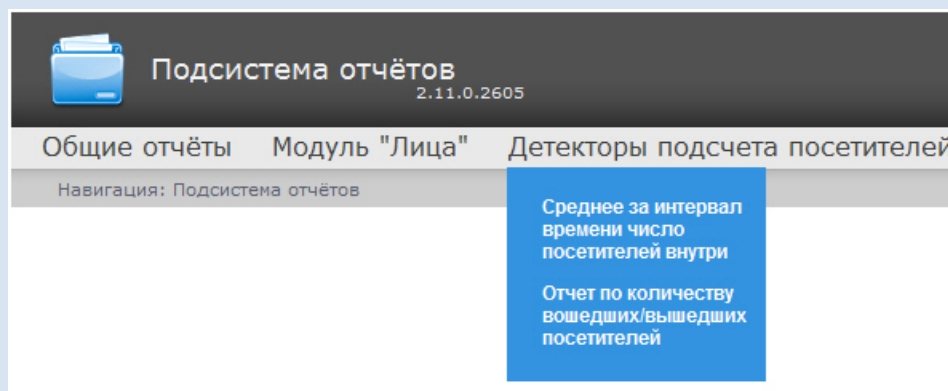 Подсистема отчётов
2.11.0.2605
Общие отчёты Модуль "Лица" Детекторы подсчета посетителей
Навигация: Подсистема отчётов
Среднее за интервал
времени число
посетителей внутри
Отчет по количеству
вошедших/вышедших
посетителей